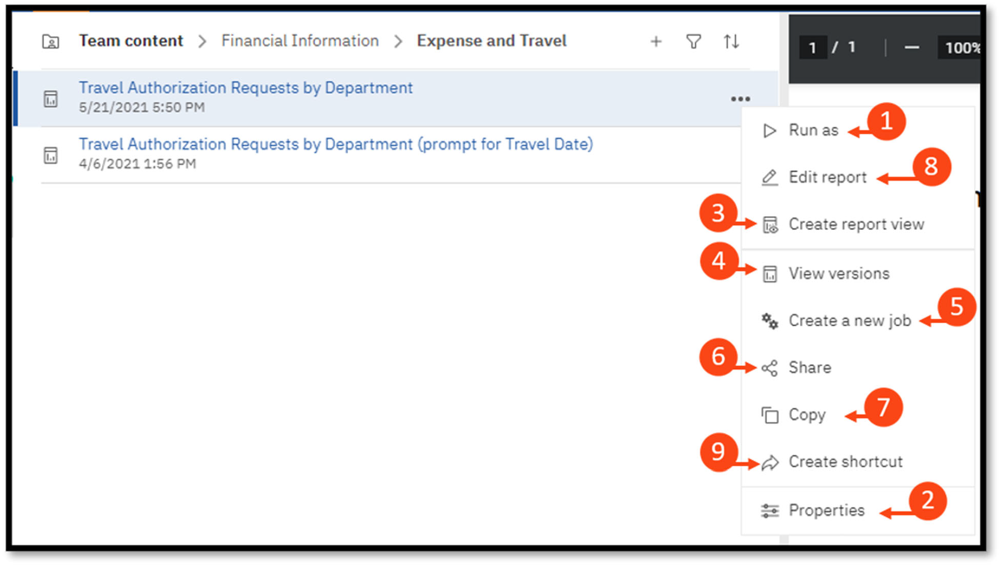 Team content > Financial Information > Expense and Travel
1 / 1 100%
Travel Authorization Requests by Department
5/21/2021 5:50 PM
Travel Authorization Requests by Department (prompt for Travel Date)
4/6/2021 1:56 PM
Run as 1
Edit report 8
3 Create report view
4 View versions
Create a new job 5
6 Share
Copy 7
9 Create shortcut
Properties 2